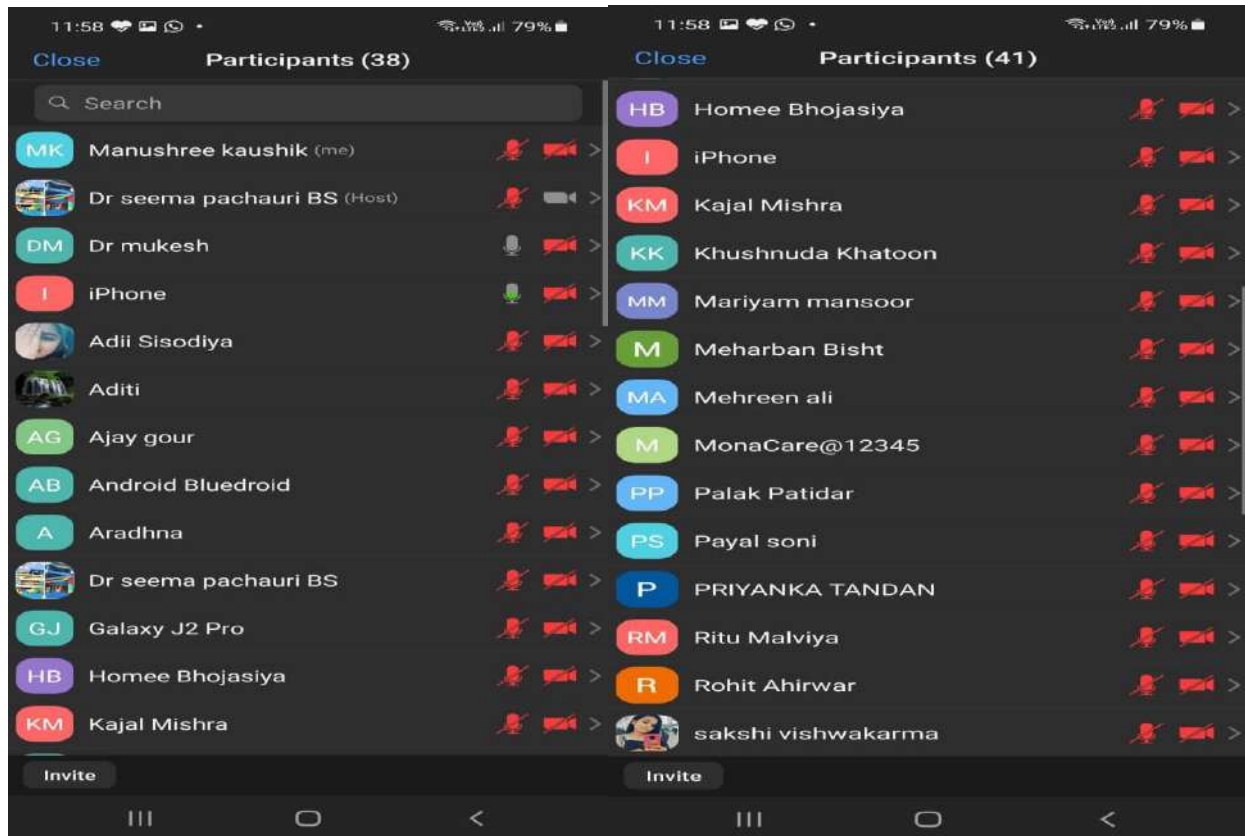 11:58
79%
Close Participants (38)
Search
MK Manushree kaushik (me)
Dr seema pachauri BS (Host)
DM Dr mukesh
I iPhone
Adii Sisodiya
Aditi
AG Ajay gour
AB Android Bluedroid
A Aradhna
Dr seema pachauri BS
GJ Galaxy J2 Pro
HB Homee Bhojasiya
KM Kajal Mishra
Invite
11:58
79%
Close Participants (41)
HB Homee Bhojasiya
I iPhone
KM Kajal Mishra
KK Khushnuda Khatoon
MM Mariyam mansoor
M Meharban Bisht
MA Mehreen ali
M MonaCare@12345
PP Palak Patidar
PS Payal soni
P PRIYANKA TANDAN
RM Ritu Malviya
R Rohit Ahirwar
sakshi vishwakarma
Invite